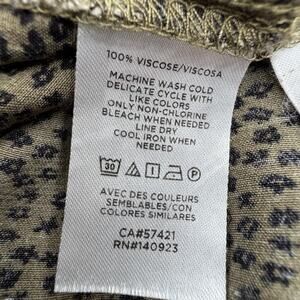 100% VISCOSE/VISCOSA
MACHINE WASH COLD
DELICATE CYCLE WITH
LIKE COLORS
ONLY NON-CHLORINE
BLEACH WHEN NEEDED
LINE DRY
COOL IRON WHEN
NEEDED
30 P
AVEC DES COULEURS
SEMBLABLES/CON
COLORES SIMILARES
CA#57421
RN#140923